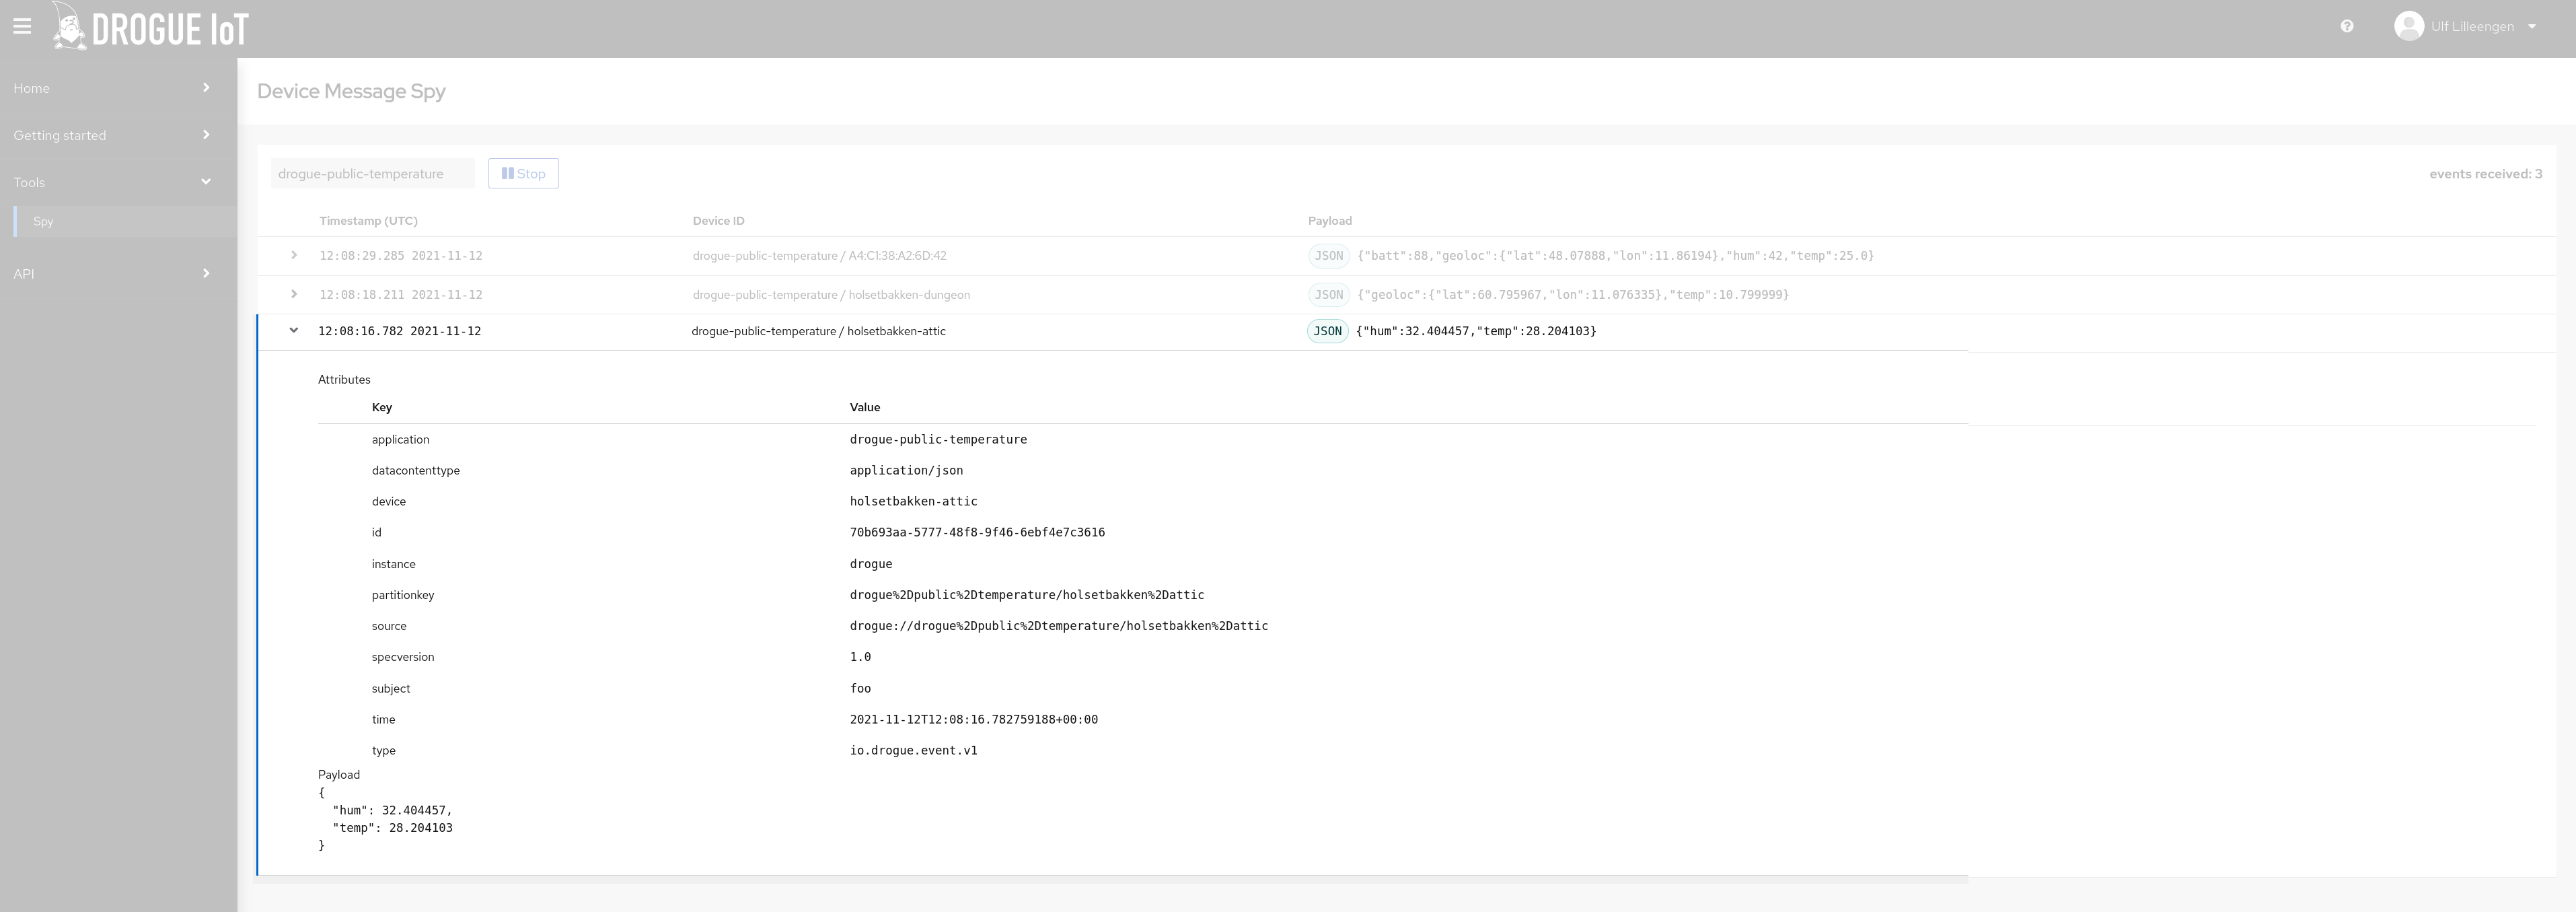 DROGUE IoT
Ulf Lilleengen
Home
Getting started
Tools
Spy
API
Device Message Spy
drogue-public-temperature Stop events received: 3
Timestamp (UTC) Device ID Payload
12:08:29.285 2021-11-12 drogue-public-temperature / A4:C1:38:A2:6D:42 JSON {"batt":88,"geoloc":{"lat":48.07888,"lon":11.86194},"hum":42,"temp":25.0}
12:08:18.211 2021-11-12 drogue-public-temperature / holsetbakken-dungeon JSON {"geoloc":{"lat":60.795967,"lon":11.076335},"temp":10.799999}
12:08:16.782 2021-11-12 drogue-public-temperature / holsetbakken-attic JSON {"hum":32.404457,"temp":28.204103}
Attributes
Key Value
application drogue-public-temperature
datacontenttype application/json
device holsetbakken-attic
id 70b693aa-5777-48f8-9f46-6ebf4e7c3616
instance drogue
partitionkey drogue%2Dpublic%2Dtemperature/holsetbakken%2Dattic
source drogue://drogue%2Dpublic%2Dtemperature/holsetbakken%2Dattic
specversion 1.0
subject foo
time 2021-11-12T12:08:16.782759188+00:00
type io.drogue.event.v1
Payload
{
"hum": 32.404457,
"temp": 28.204103
}